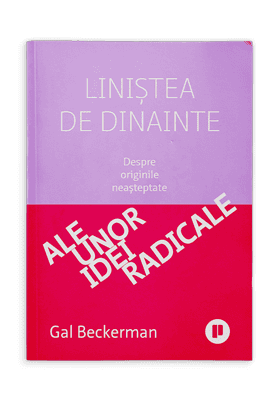 LINIȘTEA
DE DINAINTE
Despre
originile
neașteptate
ALE
UNOR
IDEI
RADICALE
Gal Beckerman
P